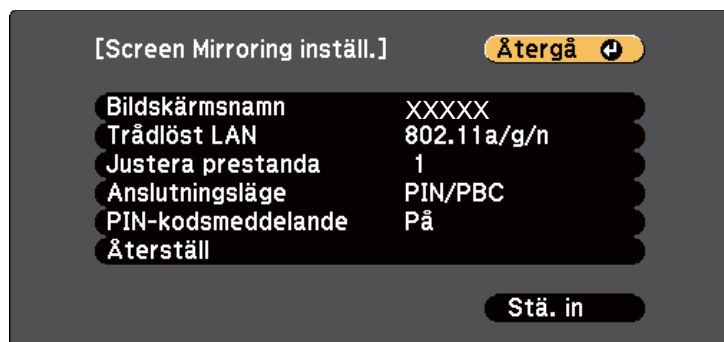 [Screen Mirroring inställ.] Återgå
Bildskärmsnamn XXXXX
Trådlöst LAN 802.11a/g/n
Justera prestanda 1
Anslutningsläge PIN/PBC
PIN-kodsmeddelande På
Återställ
Stä. in